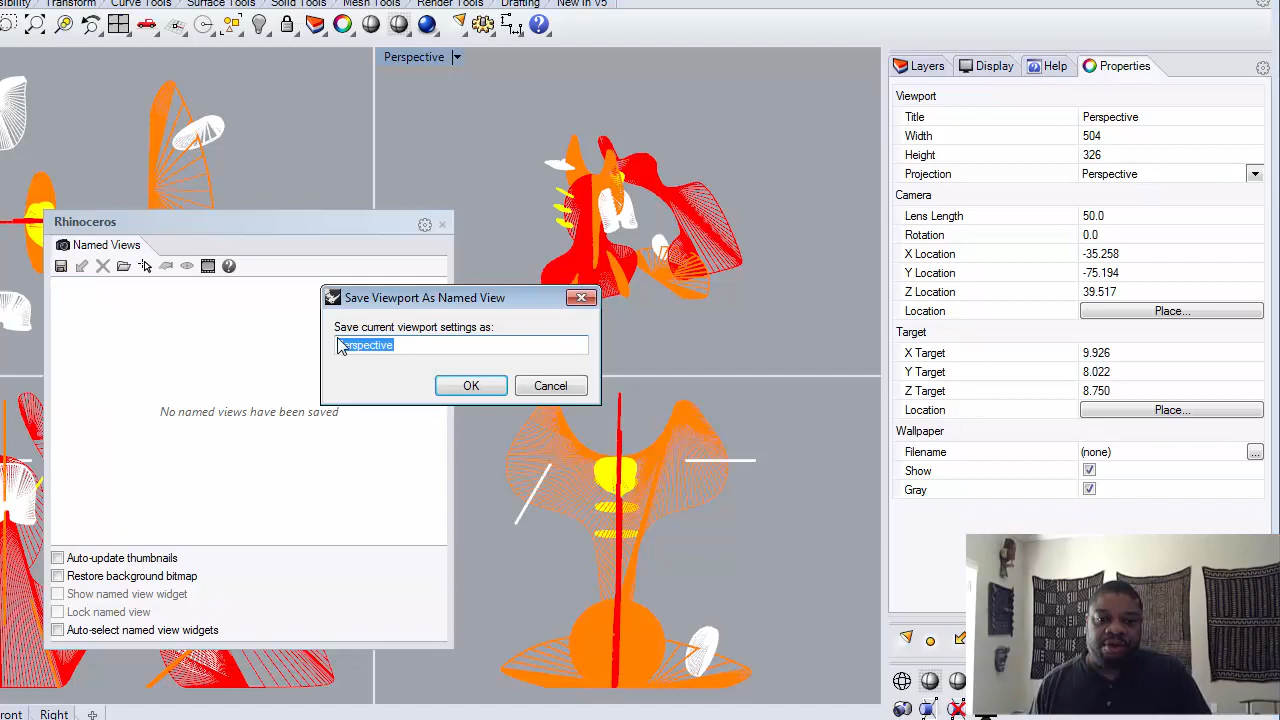 Transform Curve Tools Surface Tools Solid Tools Mesh Tools Render Tools Drafting New in V5
Perspective
Layers Display Help Properties
Viewport
Title Perspective
Width 504
Height 326
Projection Perspective
Camera
Lens Length 50.0
Rotation 0.0
X Location -35.258
Y Location -75.194
Z Location 39.517
Location Place...
Target
X Target 9.926
Y Target 8.022
Z Target 8.750
Location Place...
Wallpaper
Filename (none) ...
Show
Gray
Rhinoceros
Named Views
No named views have been saved
Auto-update thumbnails
Restore background bitmap
Show named view widget
Lock named view
Auto-select named view widgets
Save Viewport As Named View
Save current viewport settings as:
Perspective
OK Cancel
ront Right